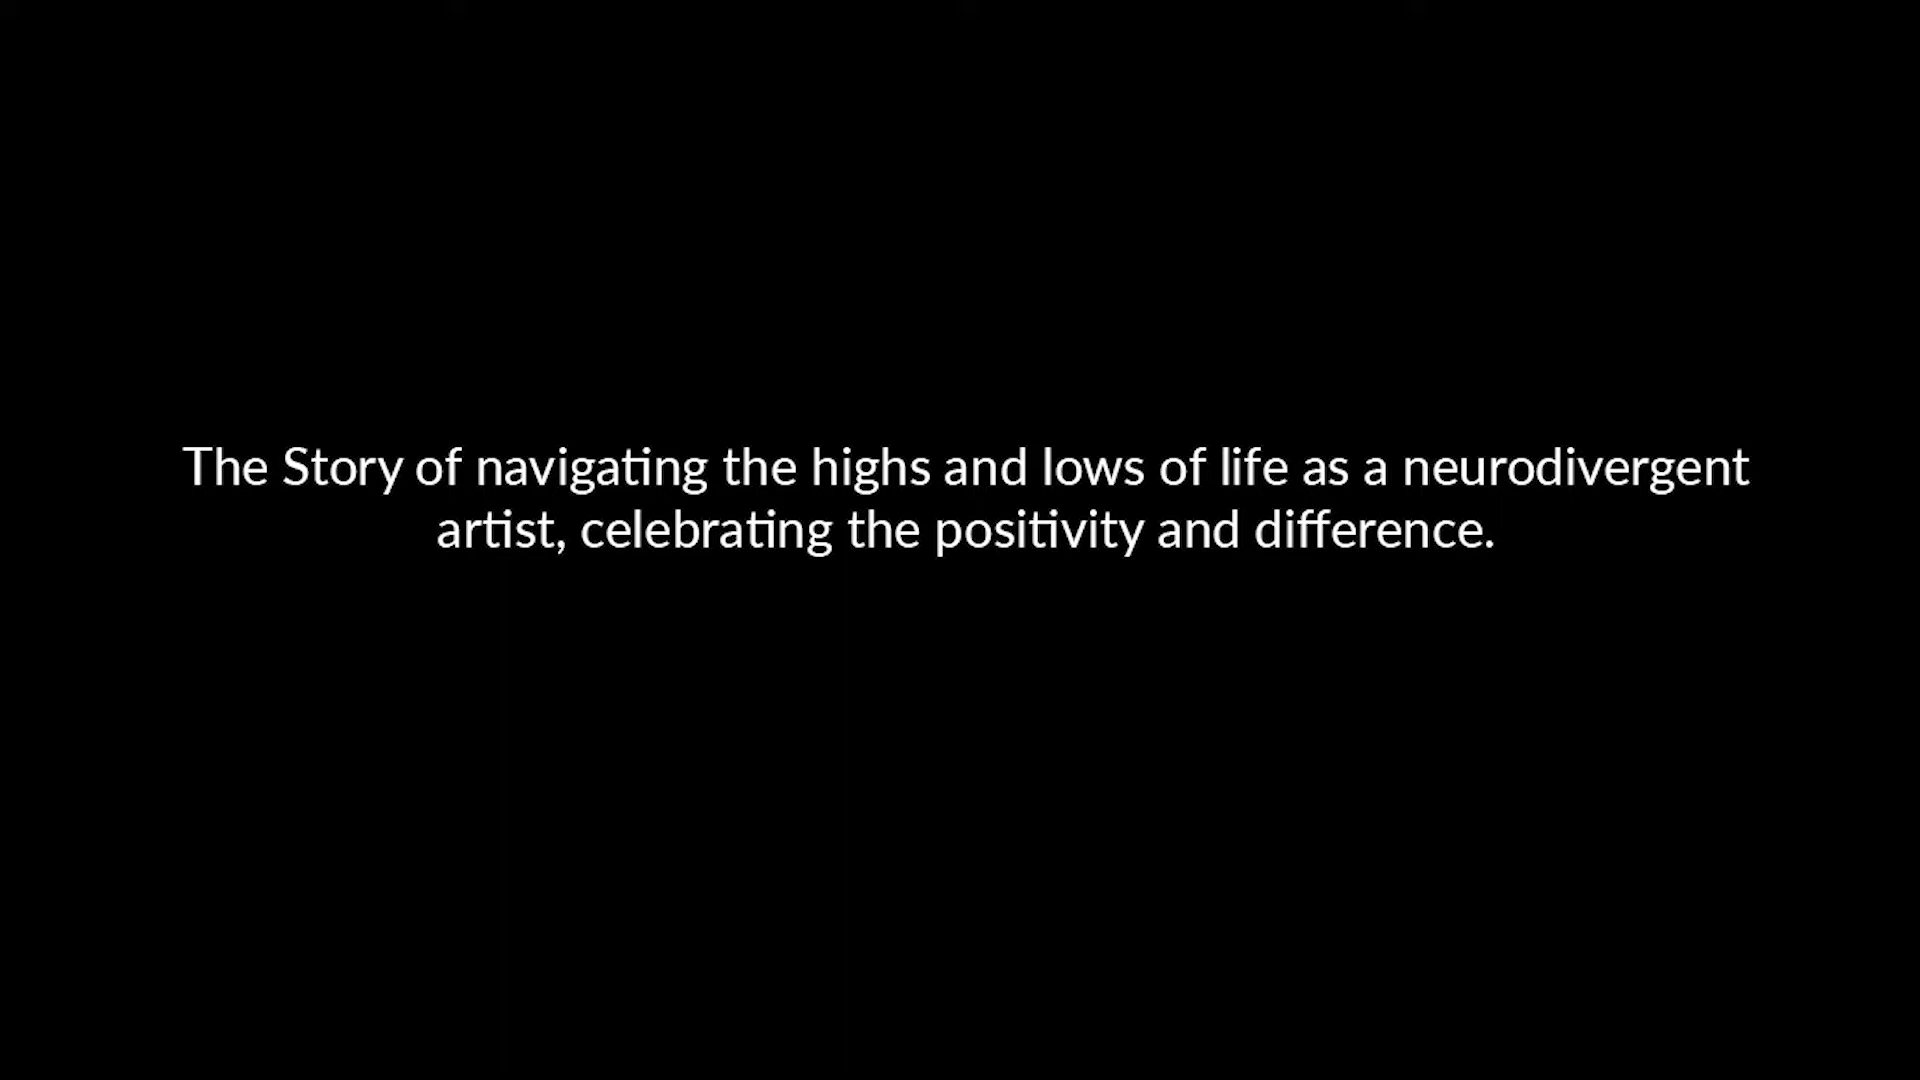 The Story of navigating the highs and lows of life as a neurodivergent
artist, celebrating the positivity and difference.